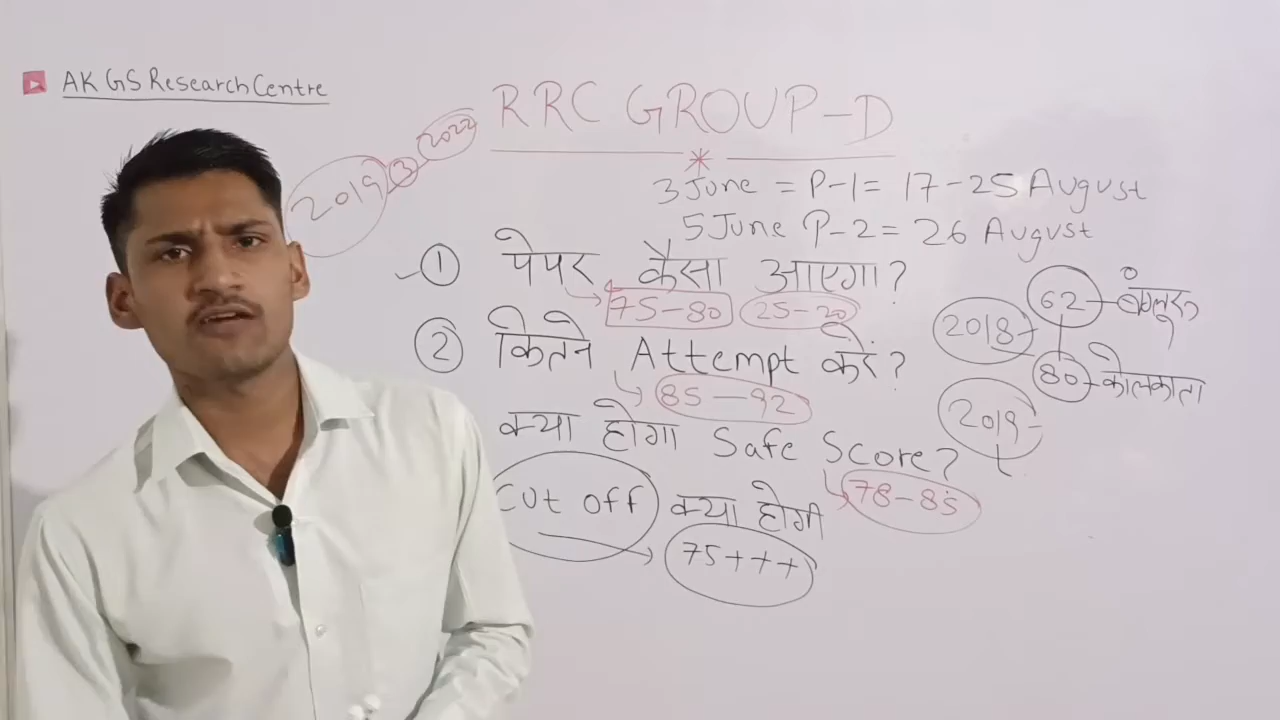 AK GS Research Centre
RRC GROUP-D
2019 3 2022
3 June = P-1 = 17-25 August
5 June P-2 = 26 August
① पेपर कैसा आएगा?
75-80 25-20
② कितने Attempt करें?
85-92
क्या होगा Safe Score?
78-85
Cut off क्या होगी
75+++
2018- 62-बंगलूरू
80-कोलकाता
2019-